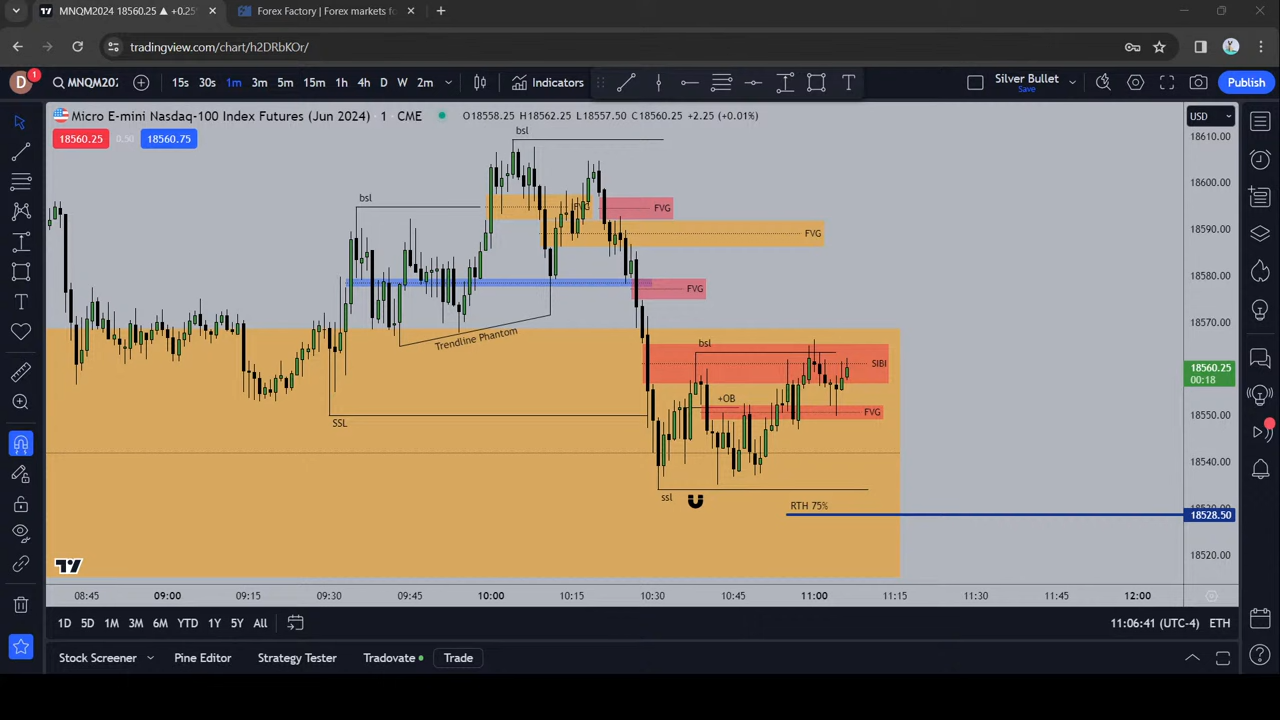 MNQM2024 18560.25 ▲ +0.25%
Forex Factory | Forex markets fo
tradingview.com/chart/h2DRbKOr/
D 1
MNQM202 15s 30s 1m 3m 5m 15m 1h 4h D W 2m Indicators Silver Bullet Publish
Save
Micro E-mini Nasdaq-100 Index Futures (Jun 2024) · 1 · CME O18558.25 H18562.25 L18557.50 C18560.25 +2.25 (+0.01%) USD
18560.25 0.50 18560.75
bsl
18610.00
18600.00
bsl
FVG
FVG
18590.00
FVG
18580.00
FVG
18570.00
Trendline Phantom
bsl
SIBI
18560.25
00:18
+OB
FVG
18550.00
SSL
18540.00
ssl
RTH 75%
18528.50
18520.00
08:45 09:00 09:15 09:30 09:45 10:00 10:15 10:30 10:45 11:00 11:15 11:30 11:45 12:00
1D 5D 1M 3M 6M YTD 1Y 5Y All 11:06:41 (UTC-4) ETH
Stock Screener Pine Editor Strategy Tester Tradovate Trade